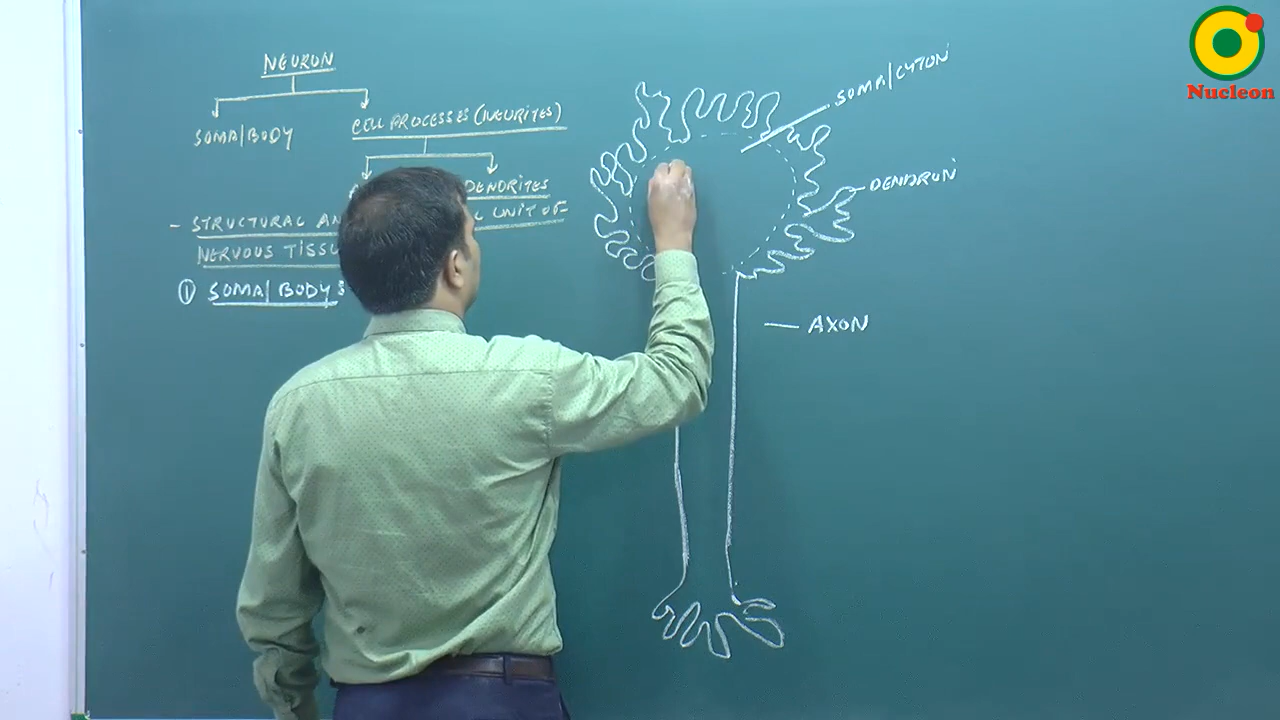 NEURON
SOMA/BODY
CELL PROCESSES (NEURITES)
DENDRITES
- STRUCTURAL AN L UNIT OF
NERVOUS TISSU
① SOMA/BODY:
SOMA/CYTON
DENDRON
AXON
Nucleon